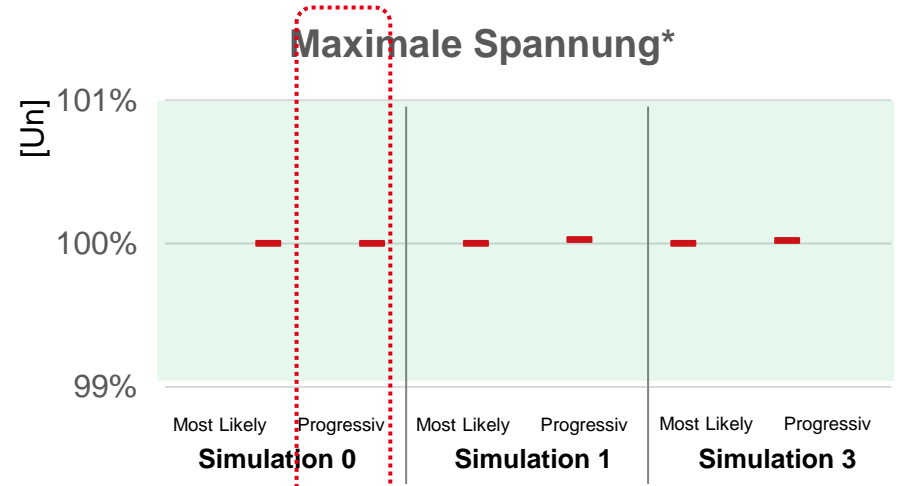 Maximale Spannung*
[Un]
101%
100%
99%
Most Likely Progressiv Most Likely Progressiv Most Likely Progressiv
Simulation 0 Simulation 1 Simulation 3